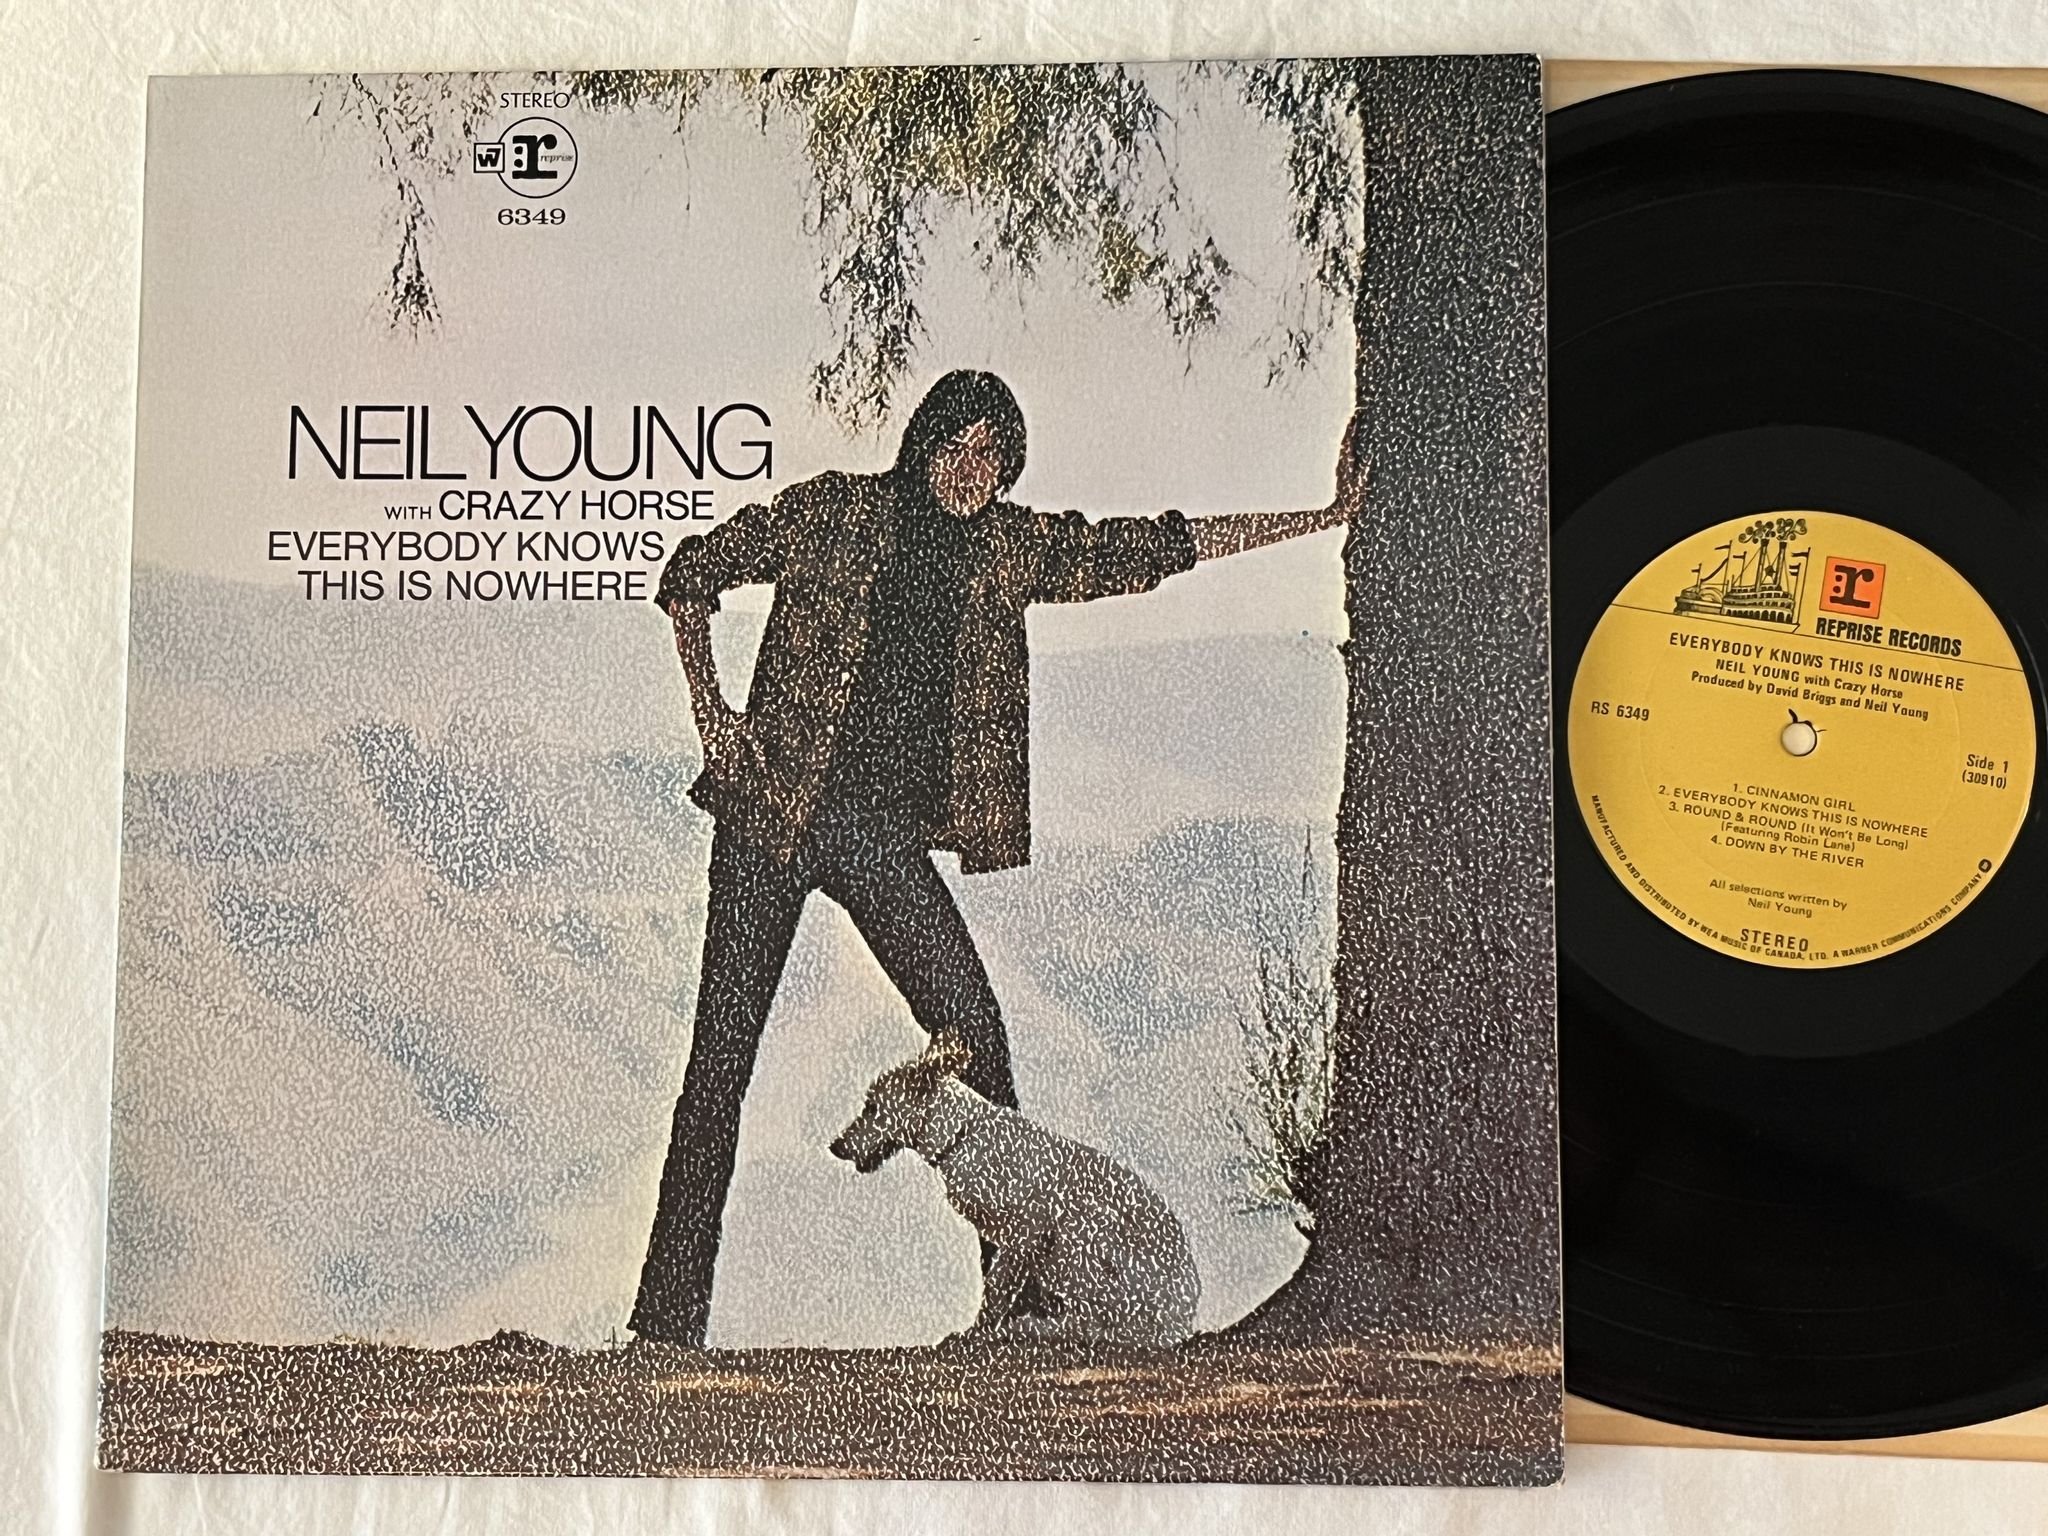 STEREO
W7 r: reprise
6349
NEIL YOUNG
WITH CRAZY HORSE
EVERYBODY KNOWS
THIS IS NOWHERE
r:
REPRISE RECORDS
EVERYBODY KNOWS THIS IS NOWHERE
NEIL YOUNG with Crazy Horse
Produced by David Briggs and Neil Young
RS 6349
Side 1
(30910)
1. CINNAMON GIRL
2. EVERYBODY KNOWS THIS IS NOWHERE
3. ROUND & ROUND (It Won't Be Long)
(Featuring Robin Lane)
4. DOWN BY THE RIVER
All selections written by
Neil Young
STEREO
MANUFACTURED AND DISTRIBUTED BY WEA MUSIC OF CANADA, LTD. A WARNER COMMUNICATIONS COMPANY